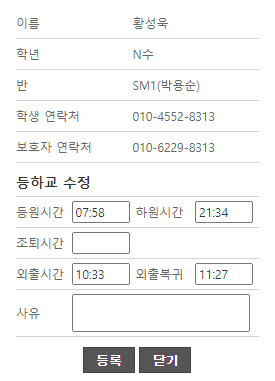 이름 황성욱
학년 N수
반 SM1(박용순)
학생 연락처 010-4552-8313
보호자 연락처 010-6229-8313
등하교 수정
등원시간 07:58 하원시간 21:34
조퇴시간
외출시간 10:33 외출복귀 11:27
사유
등록 닫기